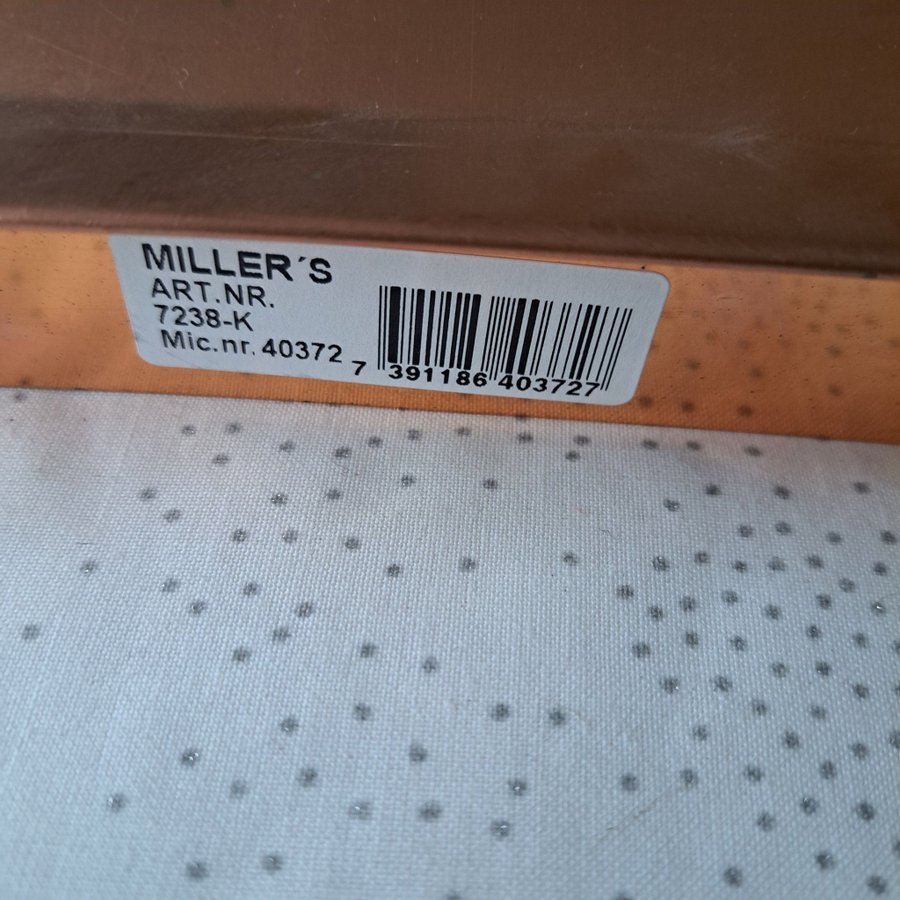 MILLER´S
ART.NR.
7238-K
Mic.nr. 40372
7 391186 403727